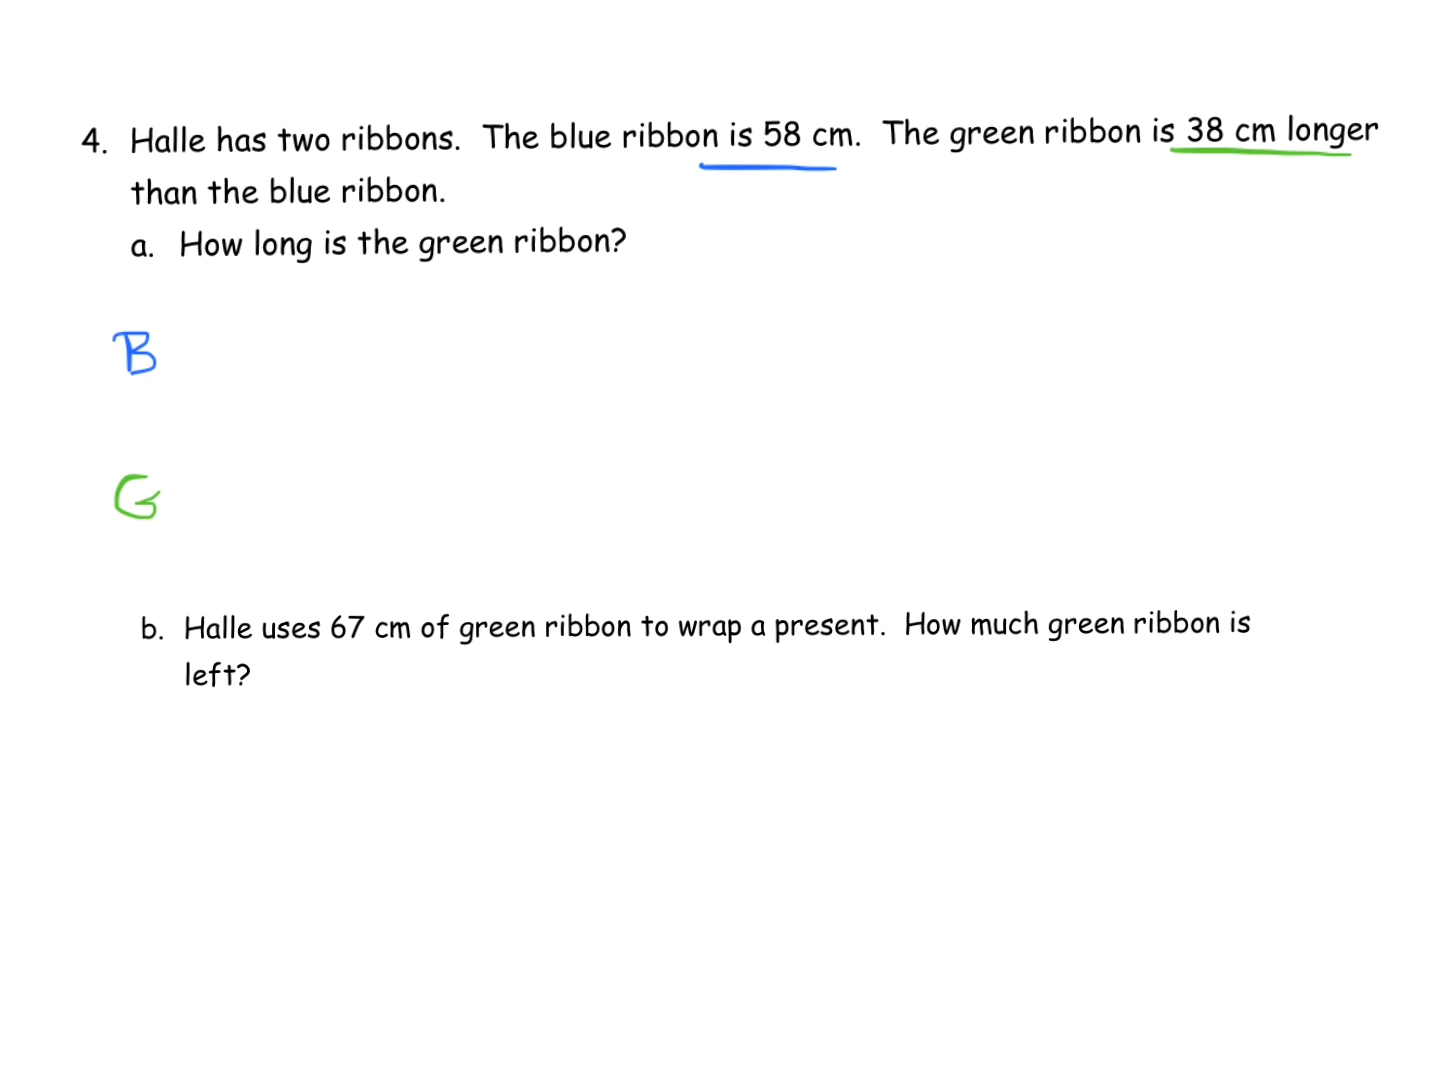 4. Halle has two ribbons. The blue ribbon is 58 cm. The green ribbon is 38 cm longer
than the blue ribbon.
a. How long is the green ribbon?
B
G
b. Halle uses 67 cm of green ribbon to wrap a present. How much green ribbon is
left?